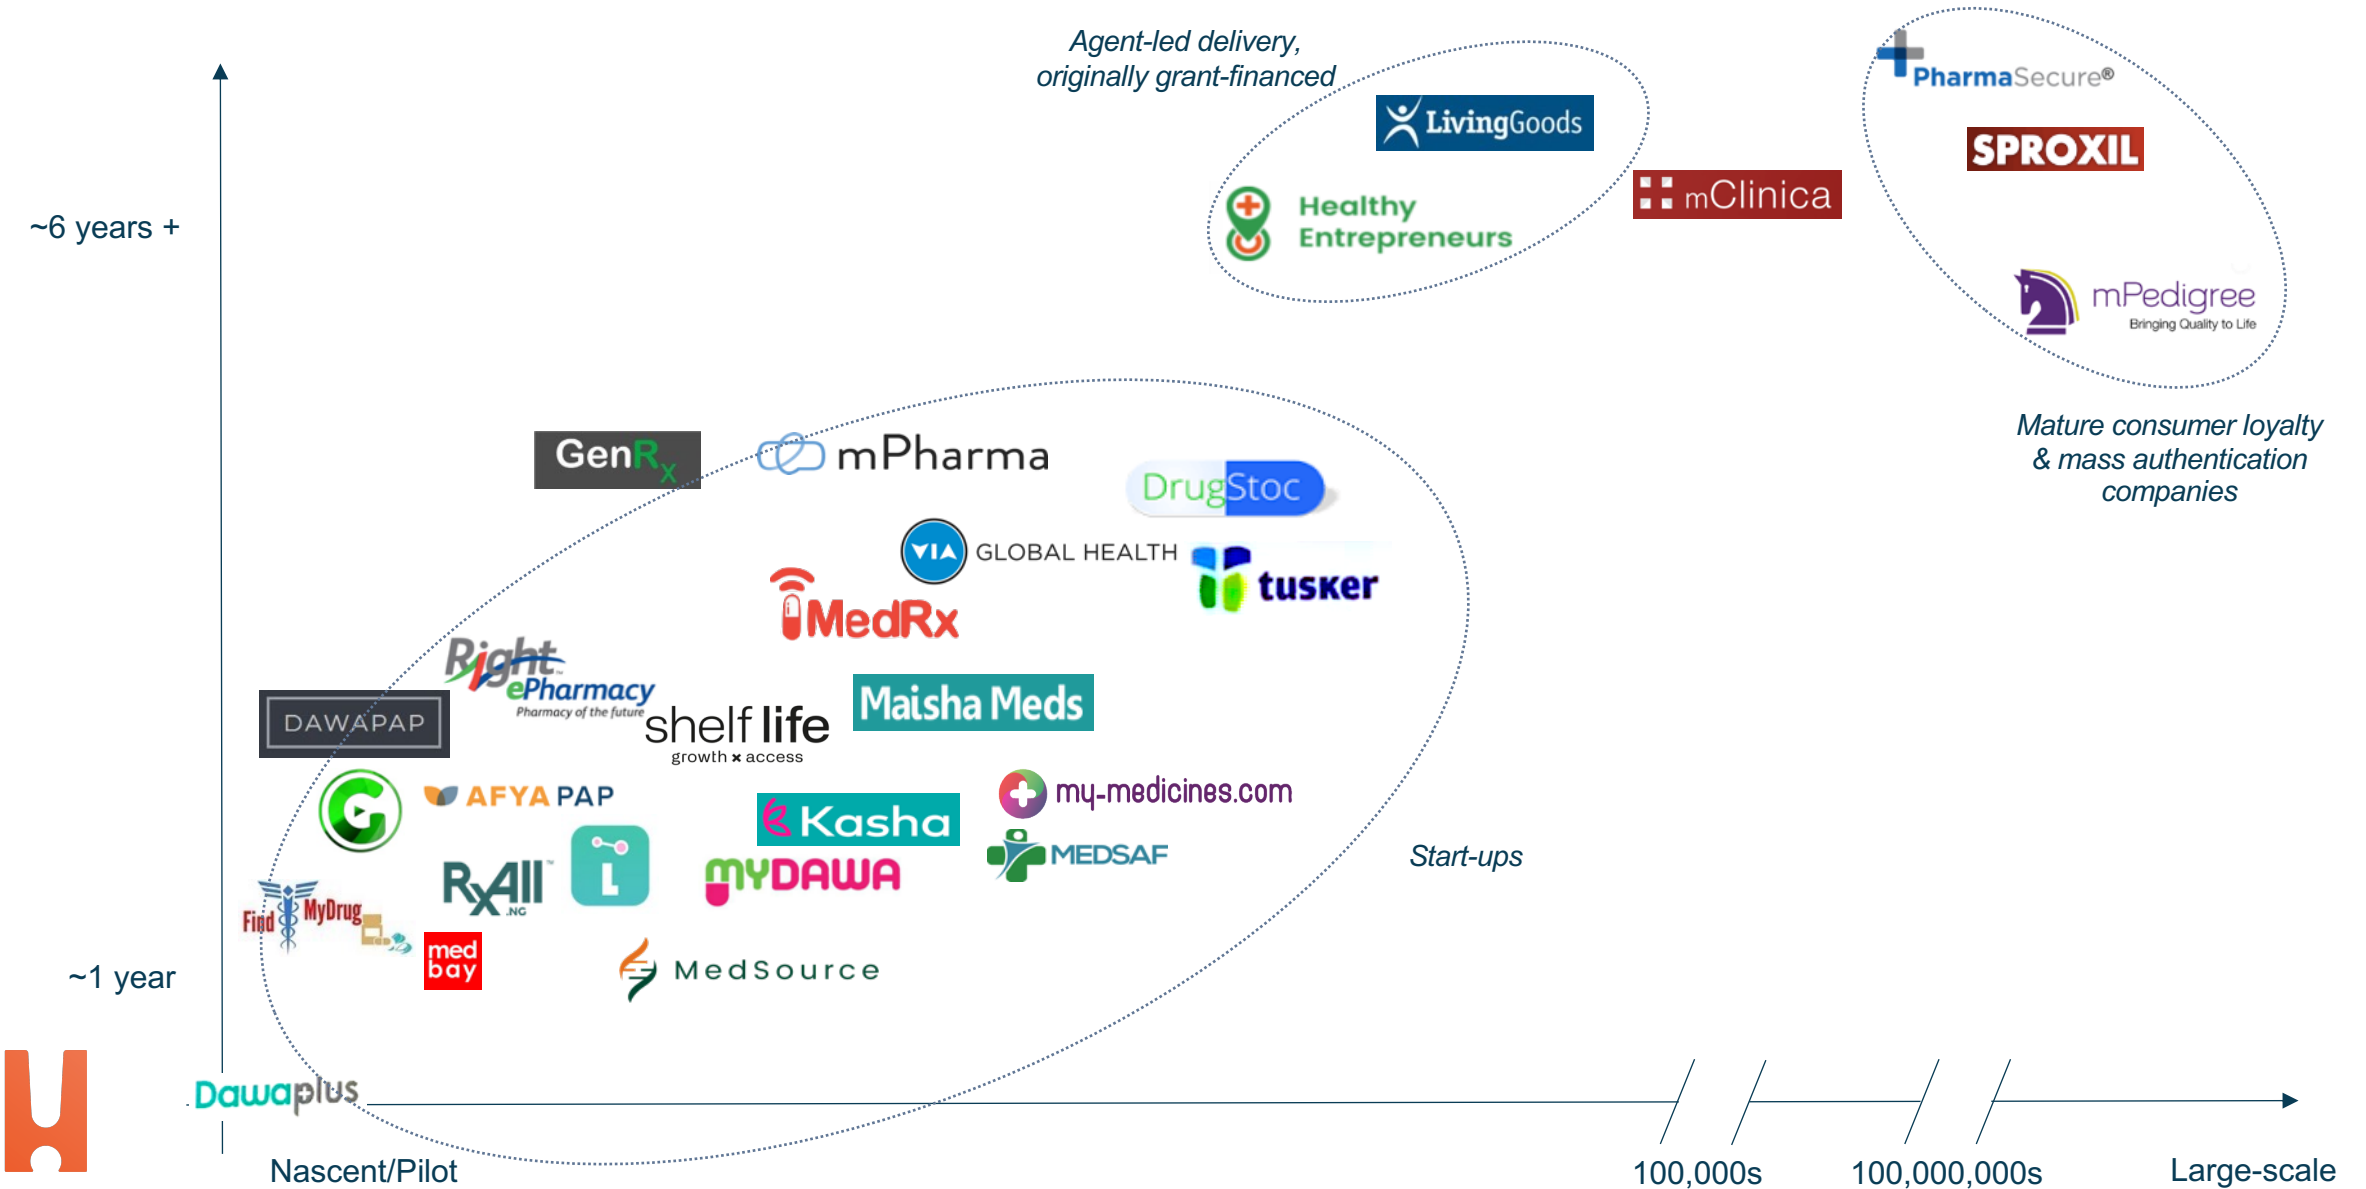 Agent-led delivery,
originally grant-financed
PharmaSecure®
LivingGoods
SPROXIL
mClinica
Healthy
Entrepreneurs
~6 years +
mPedigree
Bringing Quality to Life
Mature consumer loyalty
& mass authentication
companies
GenRx
mPharma
DrugStoc
VIA GLOBAL HEALTH
tusker
MedRx
Right
ePharmacy
Pharmacy of the future
DAWAPAP
shelf life
growth x access
Maisha Meds
G
AFYA PAP
my-medicines.com
Kasha
L
MEDSAF
Start-ups
RxAll™
.NG
MYDAWA
Find MyDrug
med
bay
MedSource
~1 year
Dawaplus
Nascent/Pilot
100,000s
100,000,000s
Large-scale